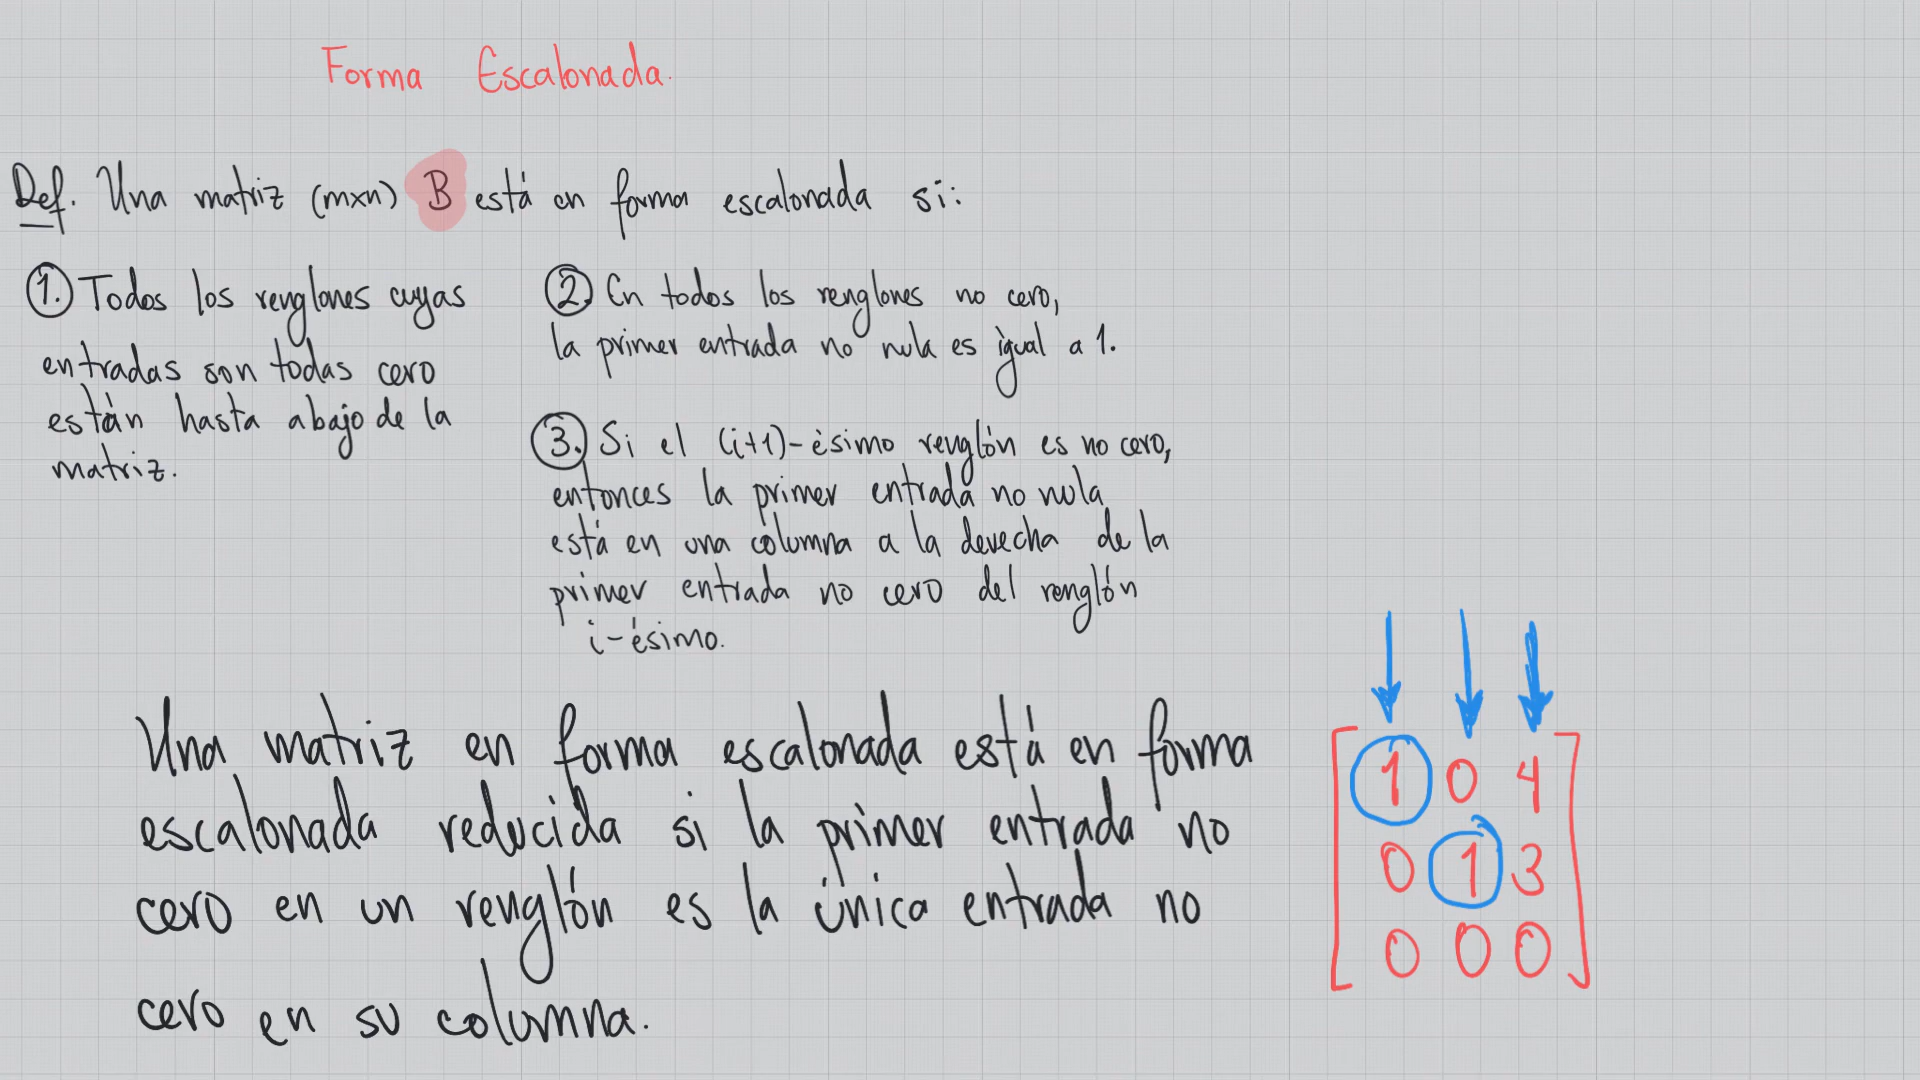 Forma Escalonada.
Def. Una matriz (mxn) B está en forma escalonada si:
1. Todos los renglones cuyas
entradas son todas cero
están hasta abajo de la
matriz.
2. En todos los renglones no cero,
la primer entrada no nula es igual a 1.
3. Si el (i+1)-ésimo renglón es no cero,
entonces la primer entrada no nula
está en una columna a la derecha de la
primer entrada no cero del renglón
i-ésimo.
Una matriz en forma escalonada está en forma
escalonada reducida si la primer entrada no
cero en un renglón es la única entrada no
cero en su columna.
1 0 4
0 1 3
0 0 0